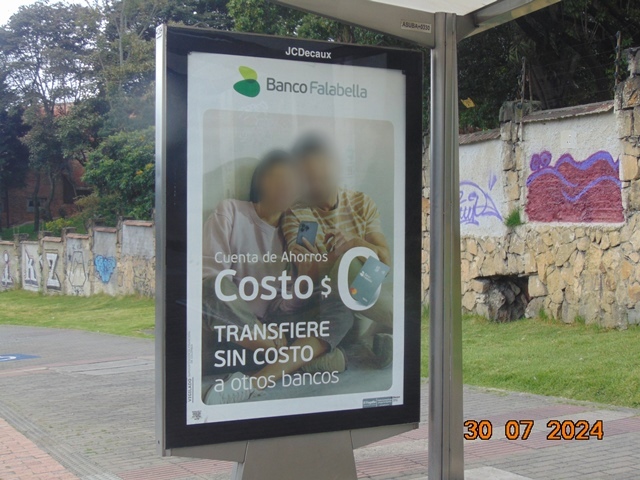 JCDecaux
Banco Falabella
Cuenta de Ahorros
Costo $0
TRANSFIERE
SIN COSTO
a otros bancos
30 07 2024